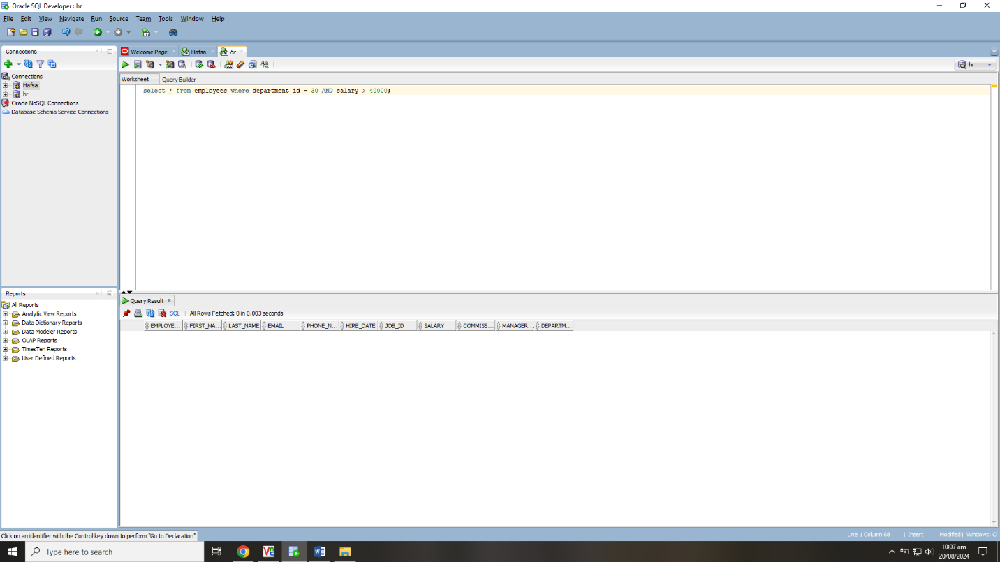 Oracle SQL Developer : hr
File Edit View Navigate Run Source Team Tools Window Help
Connections
Connections
Hafsa
hr
Oracle NoSQL Connections
Database Schema Service Connections
Reports
All Reports
Analytic View Reports
Data Dictionary Reports
Data Modeler Reports
OLAP Reports
TimesTen Reports
User Defined Reports
Welcome Page Hafsa hr
hr
Worksheet Query Builder
select * from employees where department_id = 30 AND salary > 40000;
Query Result
SQL | All Rows Fetched: 0 in 0.003 seconds
EMPLOYE... FIRST_NA... LAST_NAME EMAIL PHONE_N... HIRE_DATE JOB_ID SALARY COMMISS... MANAGER... DEPARTM...
Click on an identifier with the Control key down to perform "Go to Declaration"
| Line 1 Column 68 | Insert | Modified | Windows: Cl
Type here to search
10:07 am
20/08/2024